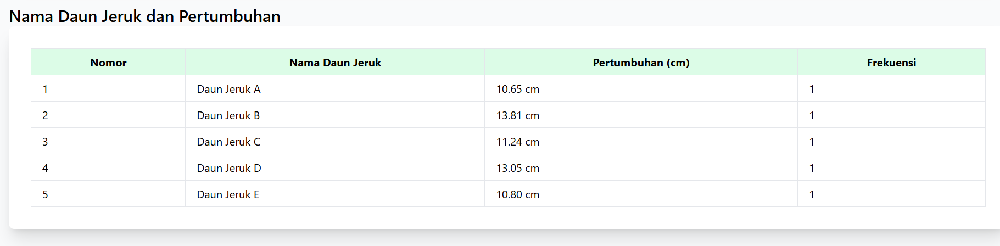 Nama Daun Jeruk dan Pertumbuhan
Nomor Nama Daun Jeruk Pertumbuhan (cm) Frekuensi
1 Daun Jeruk A 10.65 cm 1
2 Daun Jeruk B 13.81 cm 1
3 Daun Jeruk C 11.24 cm 1
4 Daun Jeruk D 13.05 cm 1
5 Daun Jeruk E 10.80 cm 1